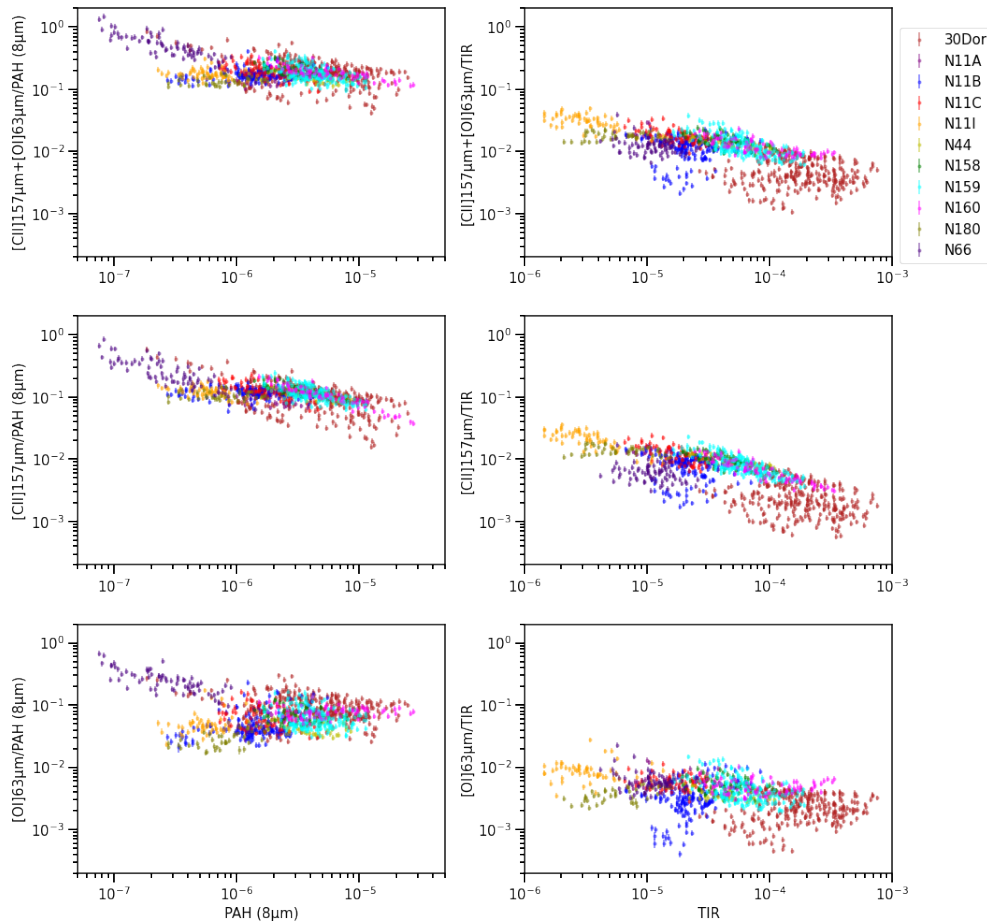 10⁰
10⁻¹
10⁻²
10⁻³
[CII]157μm+[OI]63μm/PAH (8μm)
10⁻⁷
10⁻⁶
10⁻⁵
10⁰
10⁻¹
10⁻²
10⁻³
[CII]157μm+[OI]63μm/TIR
10⁻⁶
10⁻⁵
10⁻⁴
10⁻³
30Dor
N11A
N11B
N11C
N11I
N44
N158
N159
N160
N180
N66
10⁰
10⁻¹
10⁻²
10⁻³
[CII]157μm/PAH (8μm)
10⁻⁷
10⁻⁶
10⁻⁵
10⁰
10⁻¹
10⁻²
10⁻³
[CII]157μm/TIR
10⁻⁶
10⁻⁵
10⁻⁴
10⁻³
10⁰
10⁻¹
10⁻²
10⁻³
[OI]63μm/PAH (8μm)
10⁻⁷
10⁻⁶
10⁻⁵
PAH (8μm)
10⁰
10⁻¹
10⁻²
10⁻³
[OI]63μm/TIR
10⁻⁶
10⁻⁵
10⁻⁴
10⁻³
TIR